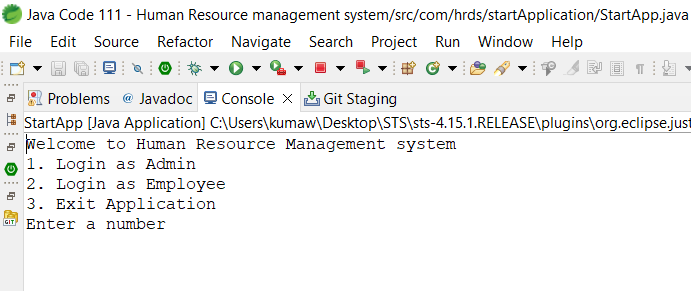 Java Code 111 - Human Resource management system/src/com/hrds/startApplication/StartApp.java
File Edit Source Refactor Navigate Search Project Run Window Help
Problems @ Javadoc Console Git Staging
StartApp [Java Application] C:\Users\kumaw\Desktop\STS\sts-4.15.1.RELEASE\plugins\org.eclipse.just
Welcome to Human Resource Management system
1. Login as Admin
2. Login as Employee
3. Exit Application
Enter a number
GIT